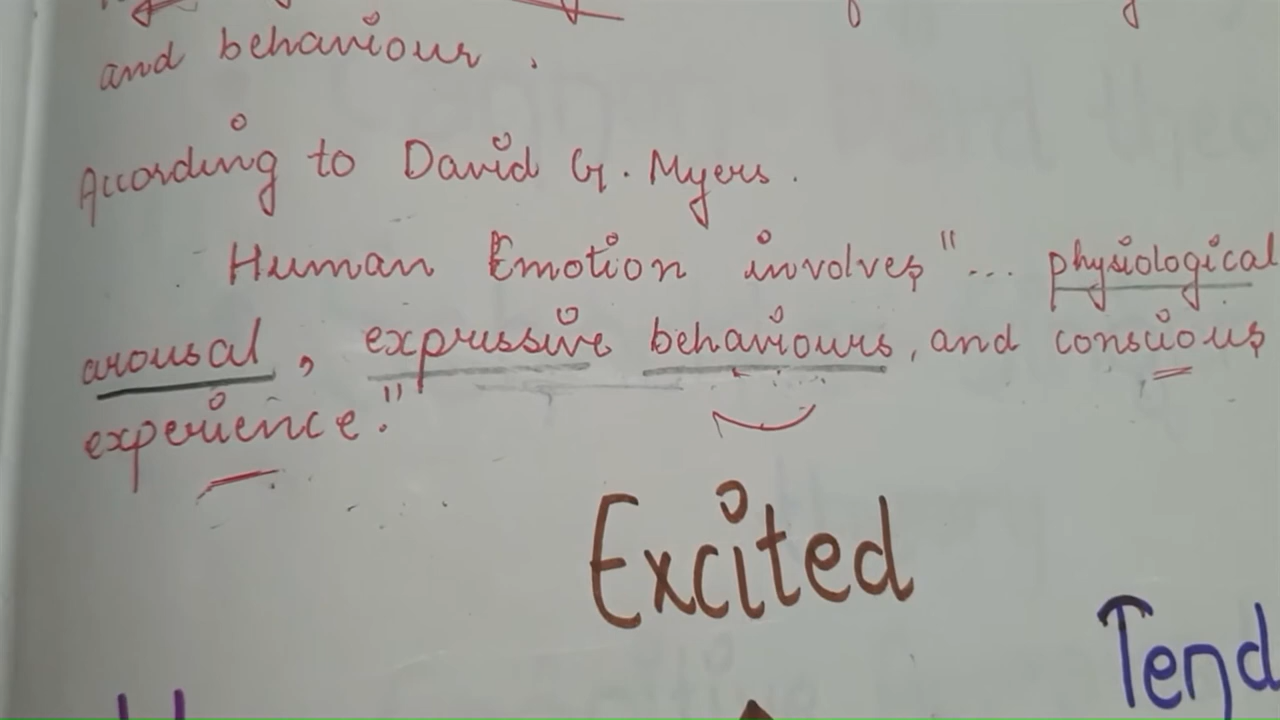 and behaviour .
According to David G. Myers .
Human Emotion involves "... physiological
arousal , expressive behaviours, and conscious
experience."
Excited
Tend